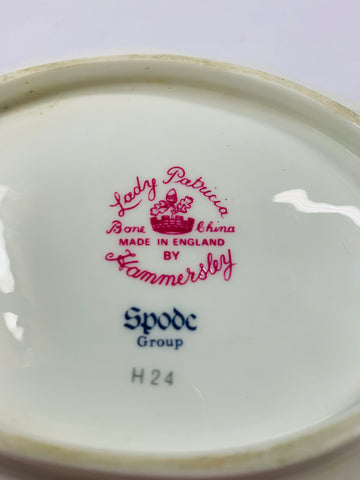 Lady Patricia
Bone China
MADE IN ENGLAND
BY
Hammersley
Spode
Group
H24